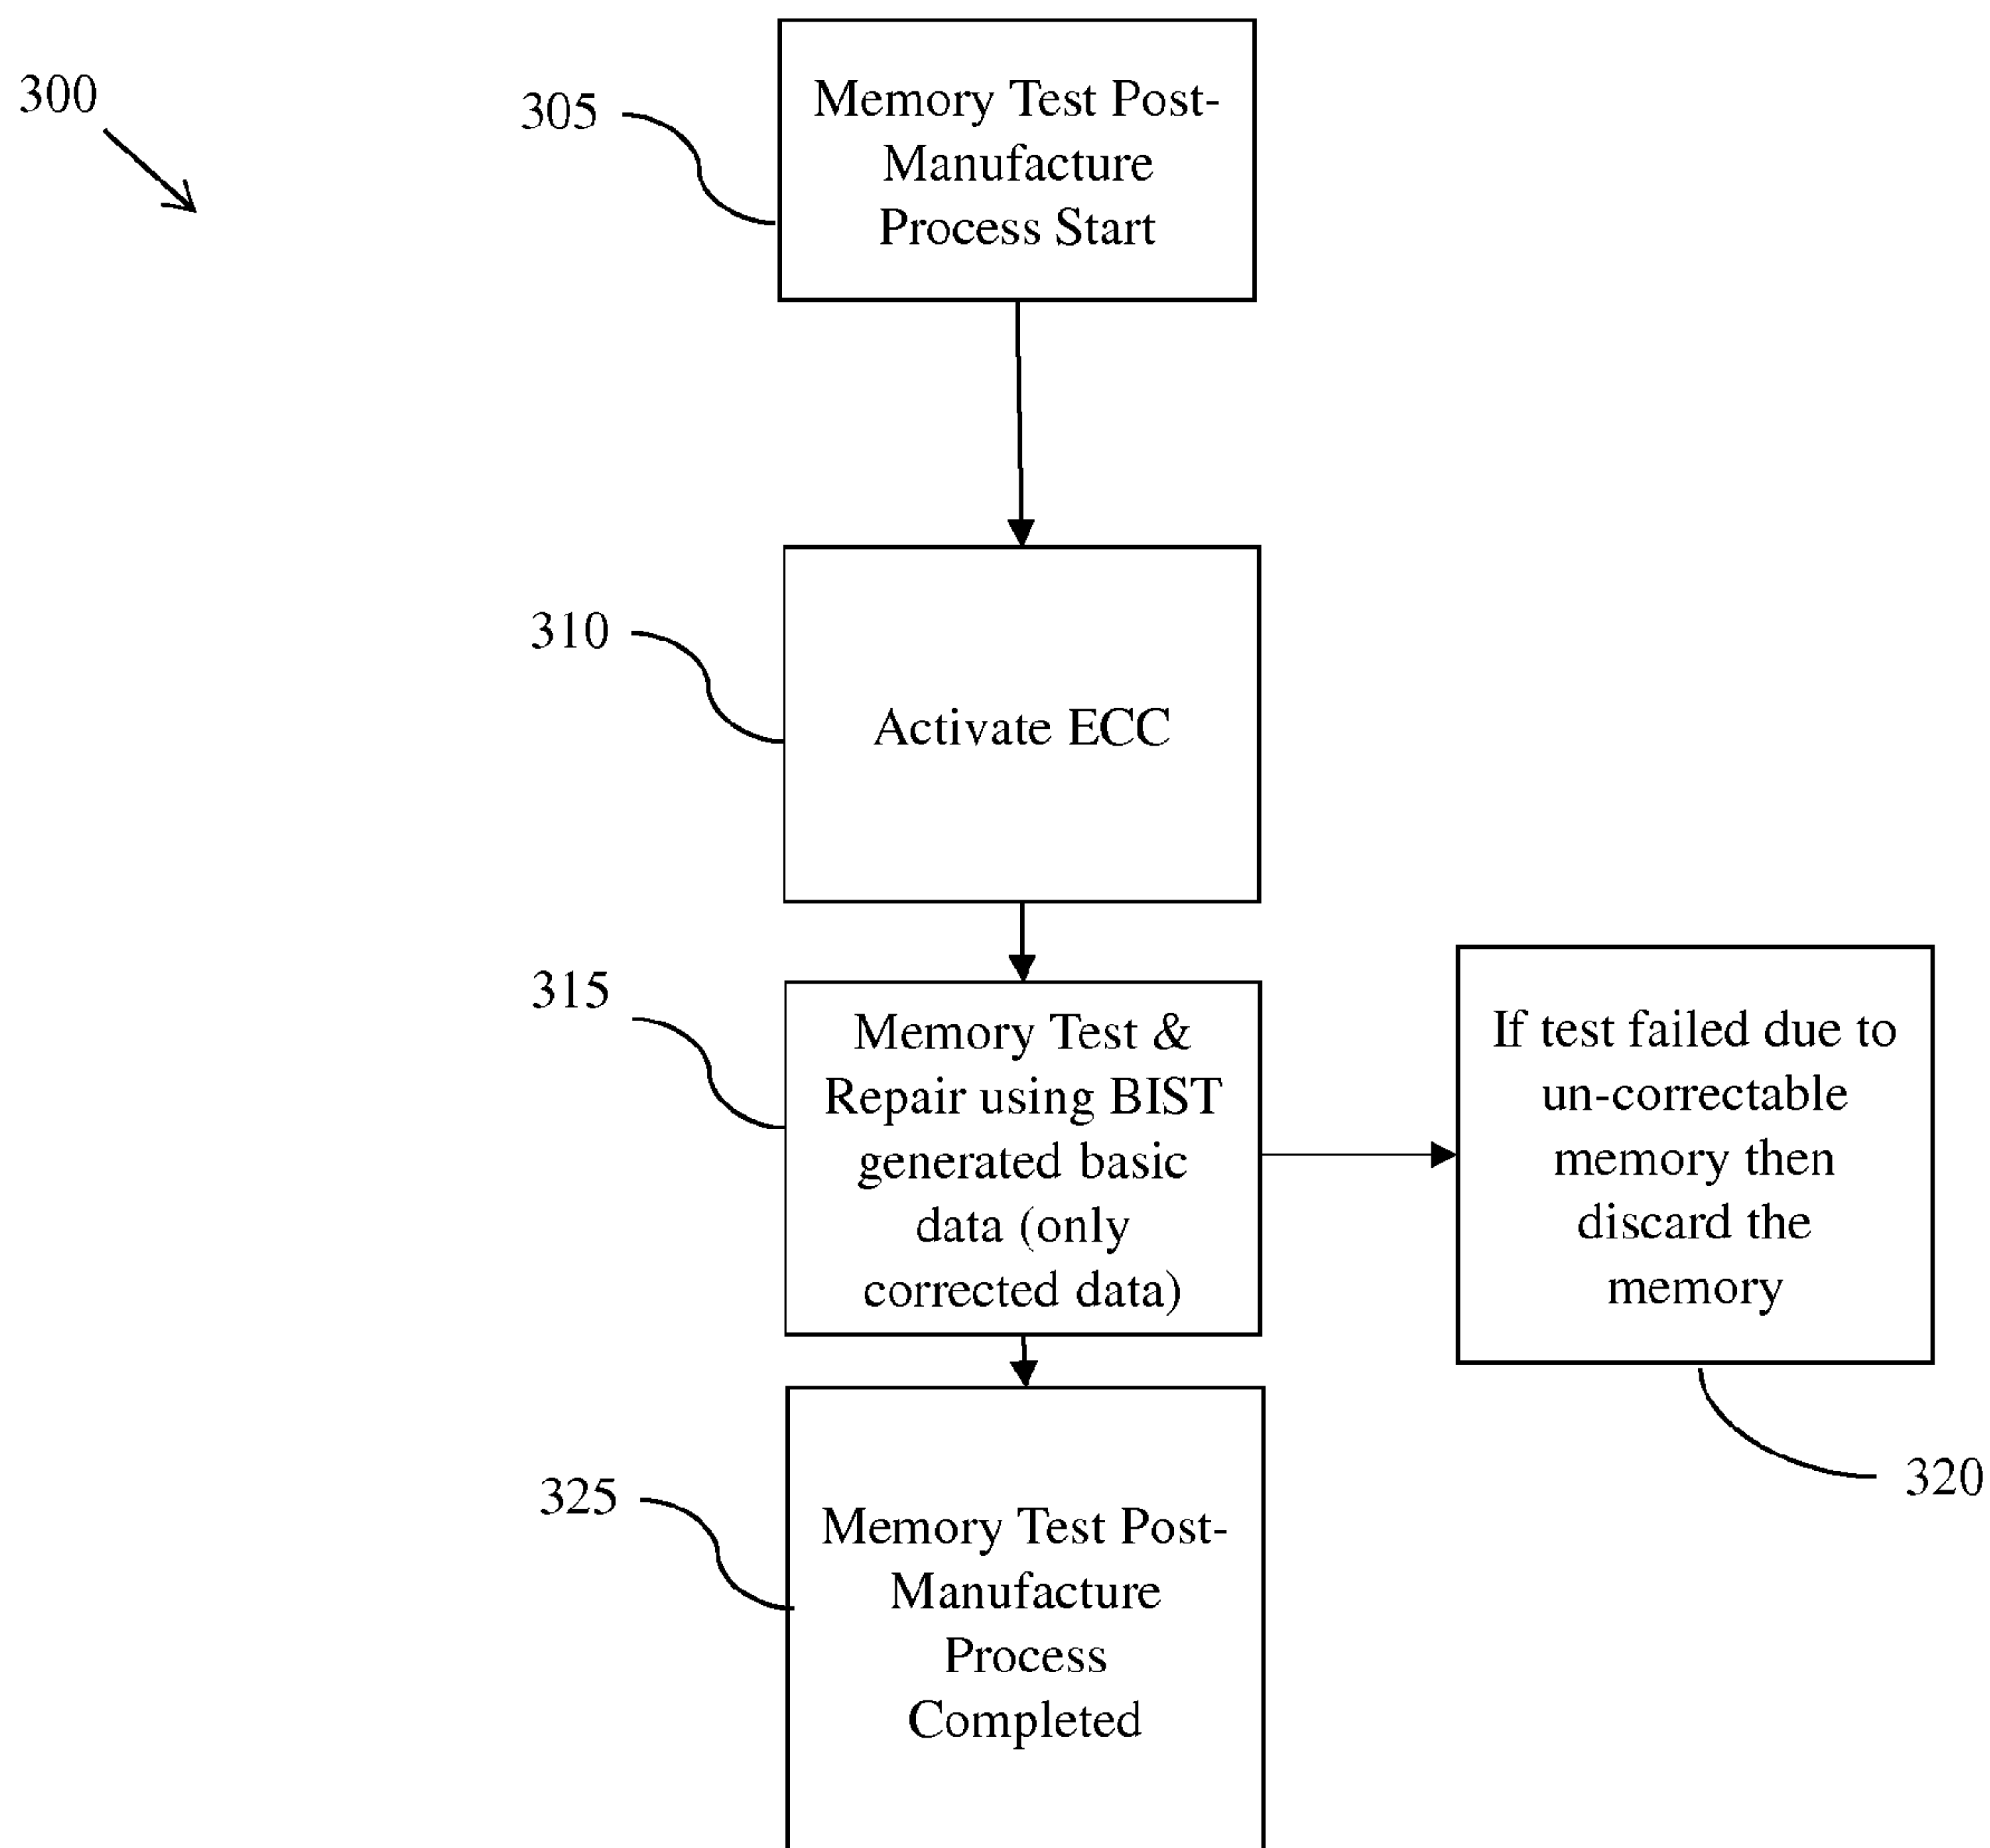 300
305
Memory Test Post-
Manufacture
Process Start
310
Activate ECC
315
Memory Test &
Repair using BIST
generated basic
data (only
corrected data)
If test failed due to
un-correctable
memory then
discard the
memory
320
325
Memory Test Post-
Manufacture
Process
Completed